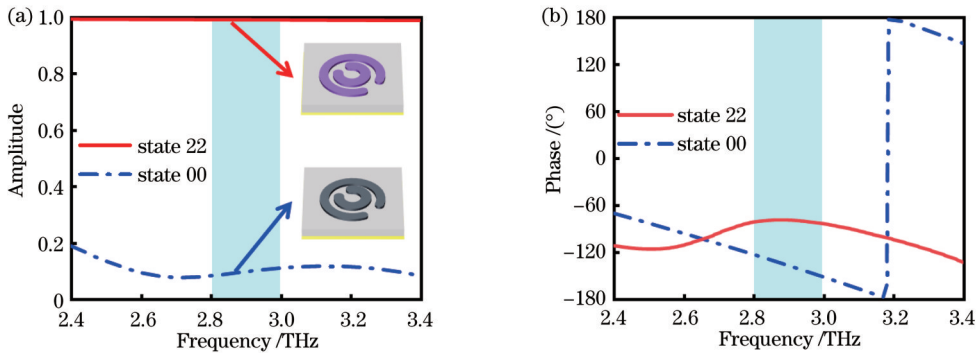 (a)
1.0
0.8
0.6
0.4
0.2
0
Amplitude
state 22
state 00
2.4 2.6 2.8 3.0 3.2 3.4
Frequency /THz
(b)
180
120
60
0
−60
−120
−180
Phase /(°)
state 22
state 00
2.4 2.6 2.8 3.0 3.2 3.4
Frequency /THz